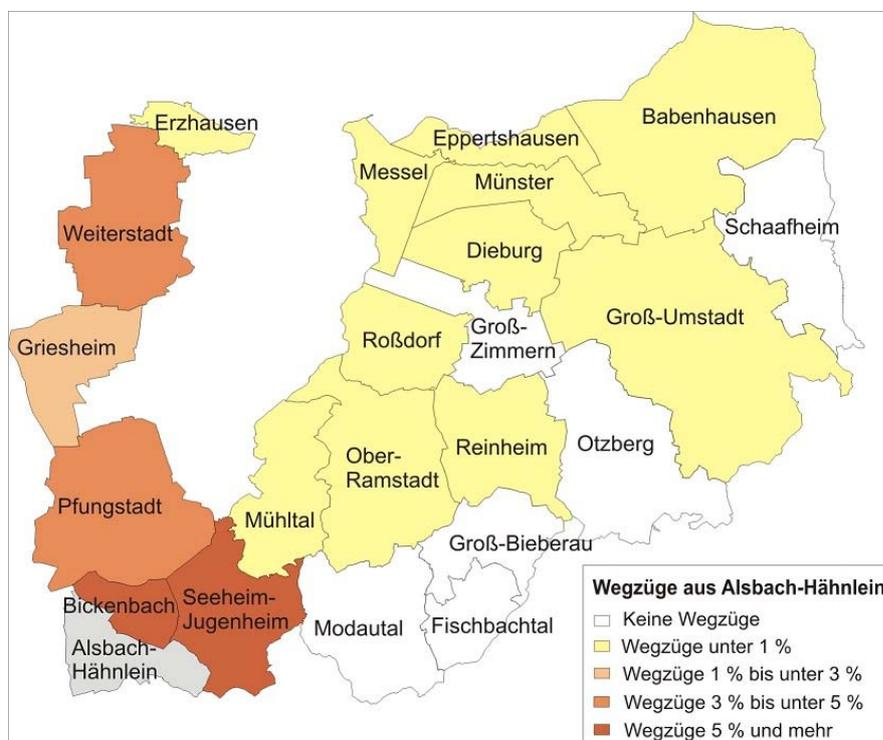 Erzhausen
Babenhausen
Eppertshausen
Messel
Münster
Weiterstadt
Schaafheim
Dieburg
Groß-Umstadt
Griesheim
Roßdorf
Groß-
Zimmern
Otzberg
Reinheim
Ober-
Ramstadt
Pfungstadt
Mühltal
Groß-Bieberau
Bickenbach
Seeheim-
Jugenheim
Modautal
Fischbachtal
Alsbach-
Hähnlein
Wegzüge aus Alsbach-Hähnlein
Keine Wegzüge
Wegzüge unter 1 %
Wegzüge 1 % bis unter 3 %
Wegzüge 3 % bis unter 5 %
Wegzüge 5 % und mehr